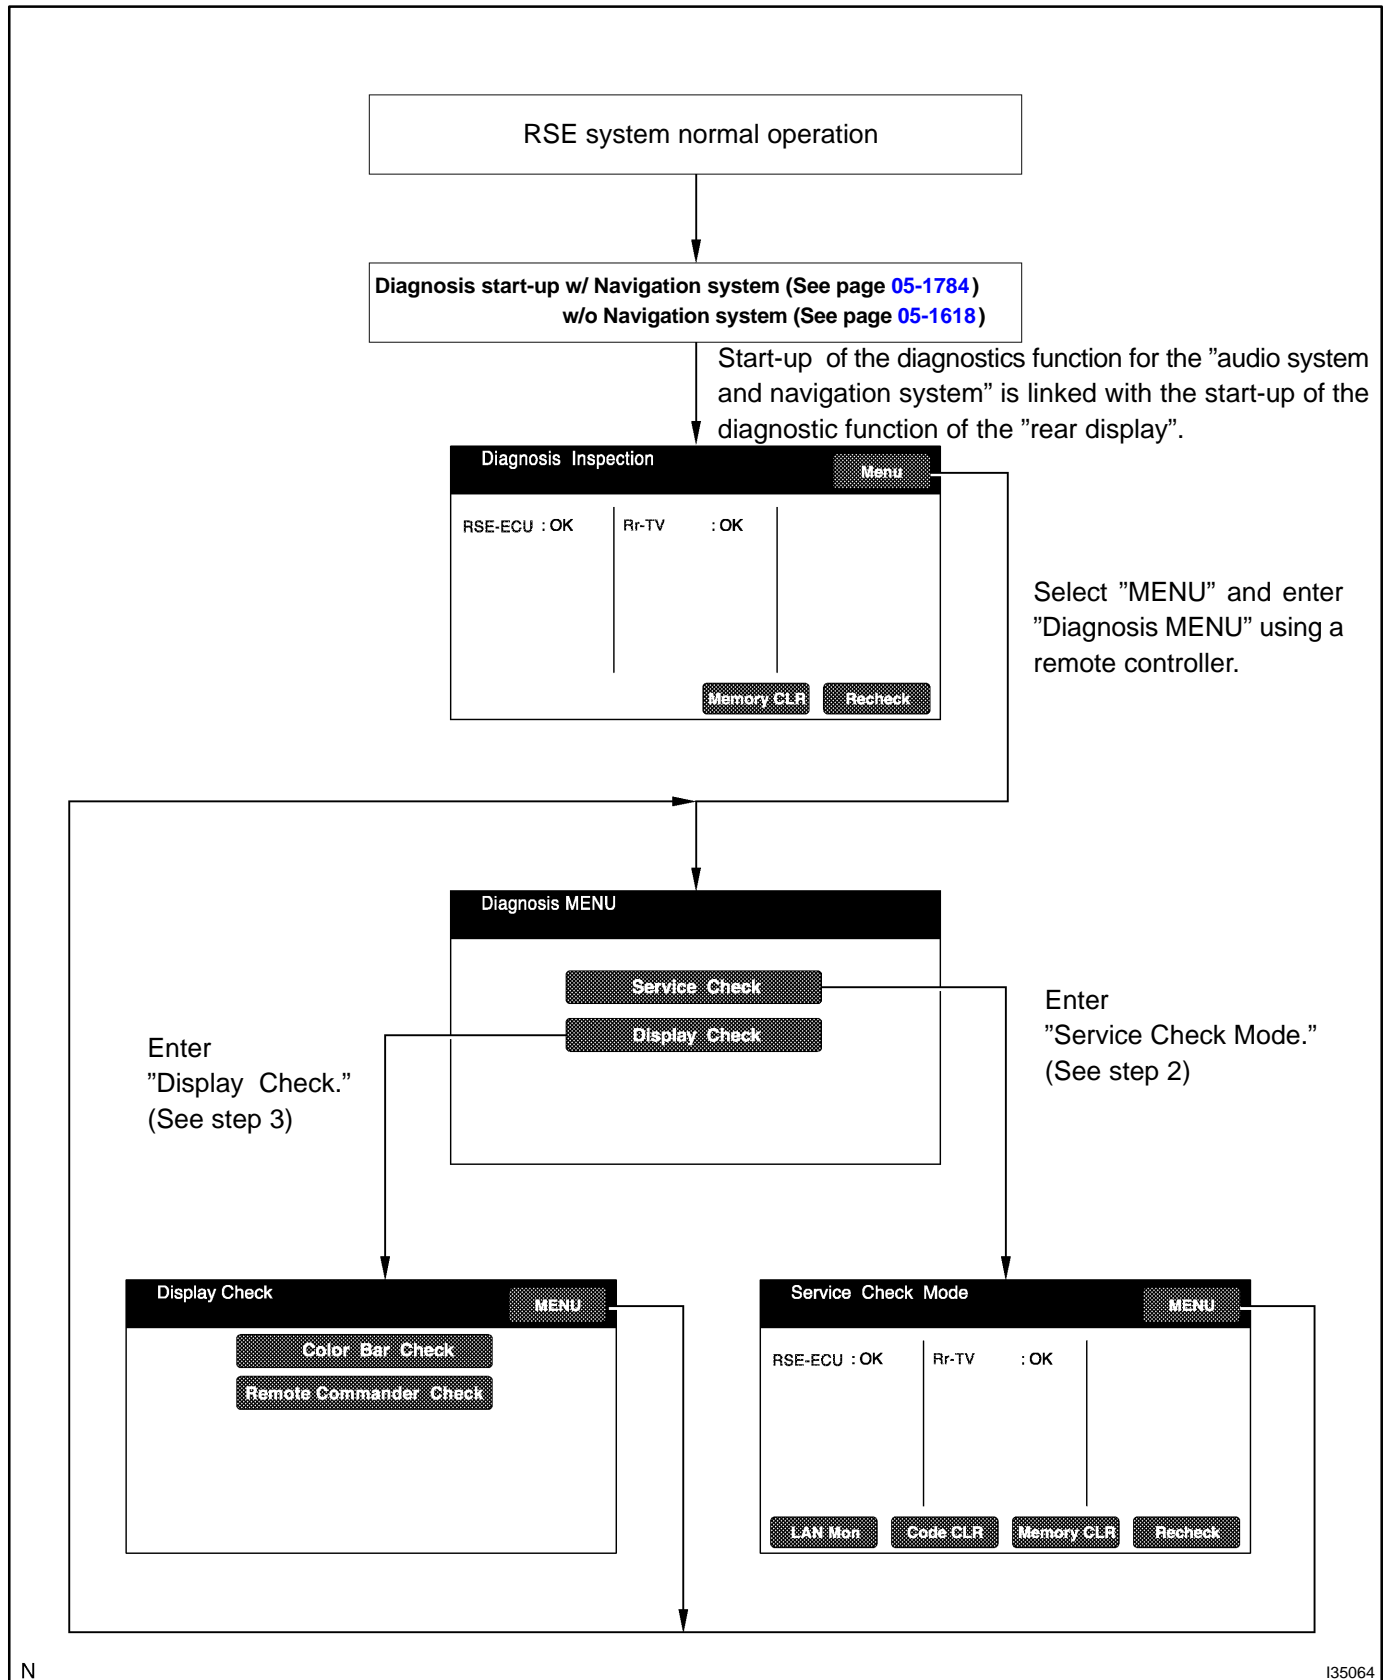 RSE system normal operation
Diagnosis start-up w/ Navigation system (See page 05-1784)
w/o Navigation system (See page 05-1618)
Start-up of the diagnostics function for the ”audio system
and navigation system” is linked with the start-up of the
diagnostic function of the ”rear display”.
Diagnosis Inspection
Menu
RSE-ECU : OK
Rr-TV : OK
Memory CLR
Recheck
Select ”MENU” and enter
”Diagnosis MENU” using a
remote controller.
Diagnosis MENU
Service Check
Display Check
Enter
”Display Check.”
(See step 3)
Enter
”Service Check Mode.”
(See step 2)
Display Check
MENU
Color Bar Check
Remote Commander Check
Service Check Mode
MENU
RSE-ECU : OK
Rr-TV : OK
LAN Mon
Code CLR
Memory CLR
Recheck
N
I35064